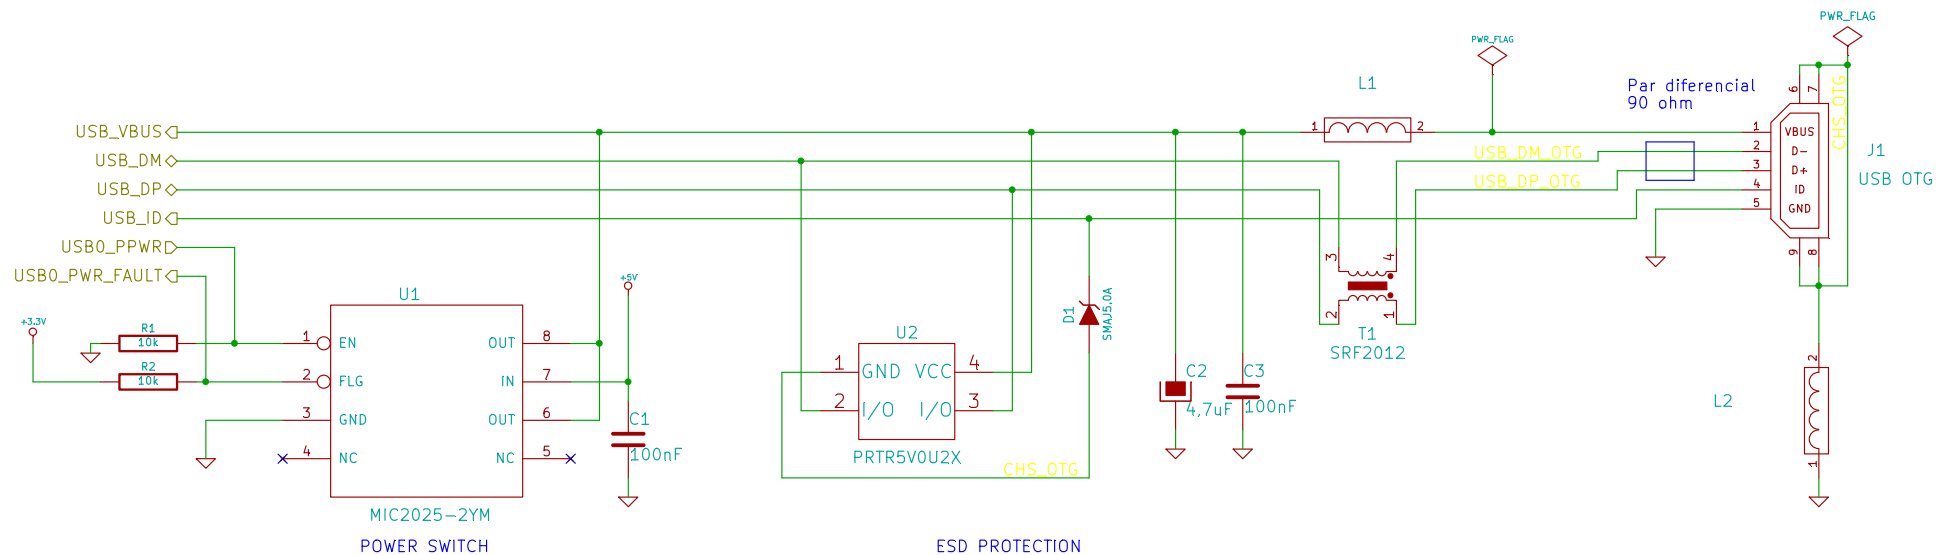 PWR_FLAG
PWR_FLAG
L1
Par diferencial
90 ohm
6
7
CHS_OTG
USB_VBUS
1
2
1
VBUS
USB_DM
USB_DM_OTG
2
D-
J1
USB_DP
USB_DP_OTG
3
D+
USB OTG
4
ID
USB_ID
5
GND
USB0_PPWR
3
4
9
8
USB0_PWR_FAULT
+5V
U1
D1
SMAJ5.0A
2
1
+3.3V
R1
10k
1
EN
OUT
8
U2
T1
SRF2012
R2
10k
2
FLG
IN
7
1
GND
VCC
4
C2
4,7uF
C3
100nF
2
L2
1
3
GND
OUT
6
C1
100nF
2
I/O
I/O
3
4
NC
NC
5
PRTR5V0U2X
CHS_OTG
MIC2025-2YM
POWER SWITCH
ESD PROTECTION